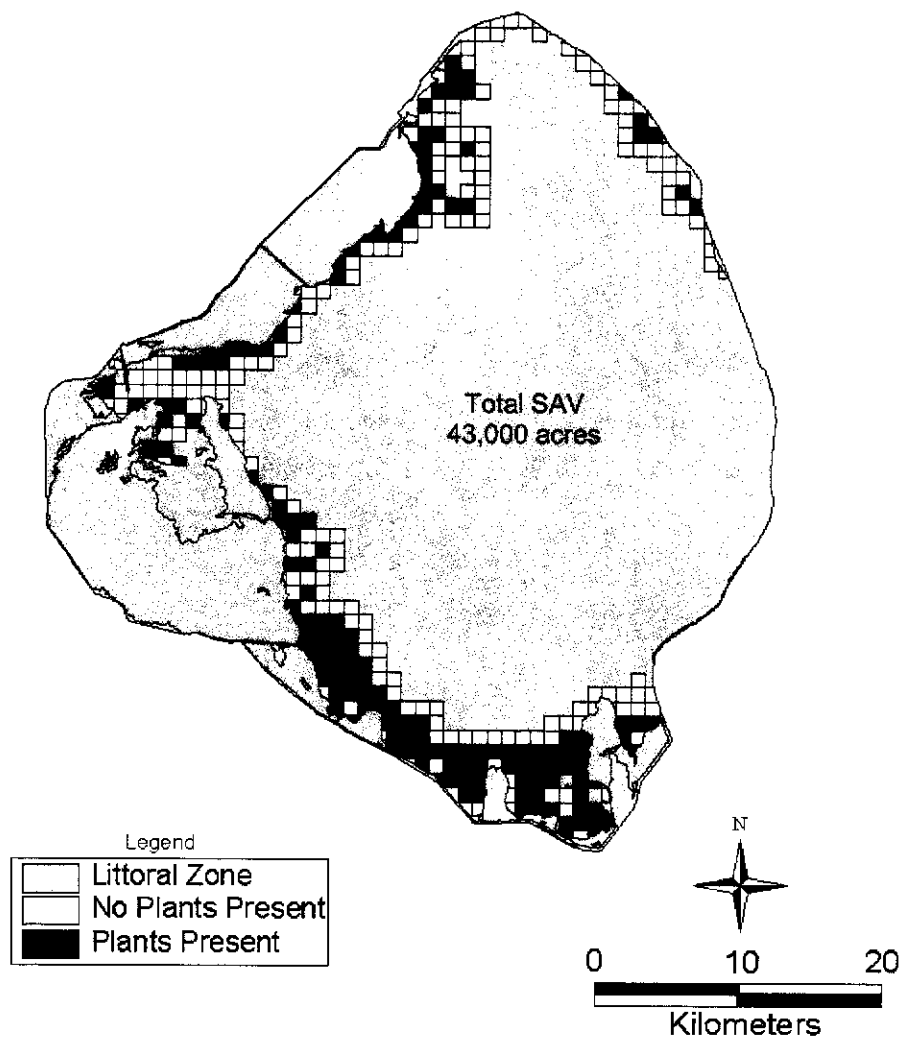 Total SAV
43,000 acres
Legend
Littoral Zone
No Plants Present
Plants Present
N
0 10 20
Kilometers